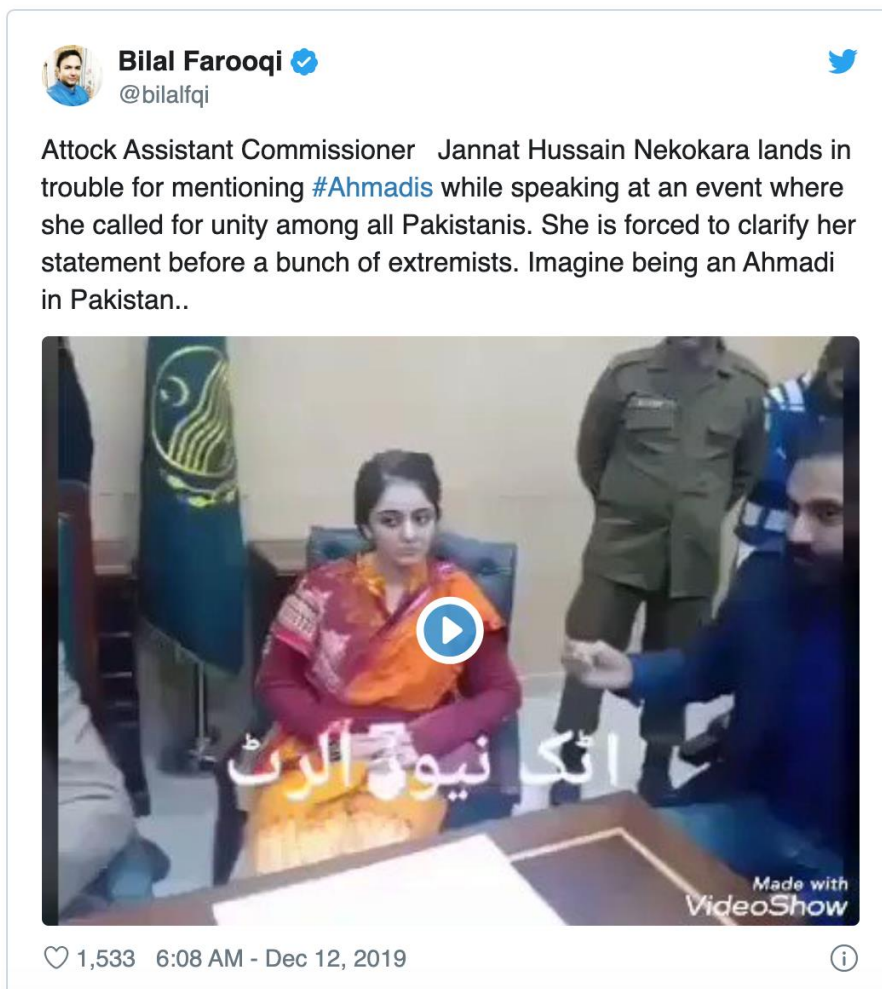 Bilal Farooqi
@bilalfqi
Attock Assistant Commissioner Jannat Hussain Nekokara lands in
trouble for mentioning #Ahmadis while speaking at an event where
she called for unity among all Pakistanis. She is forced to clarify her
statement before a bunch of extremists. Imagine being an Ahmadi
in Pakistan..
اٹک نیوز الرٹ
Made with
VideoShow
1,533 6:08 AM - Dec 12, 2019